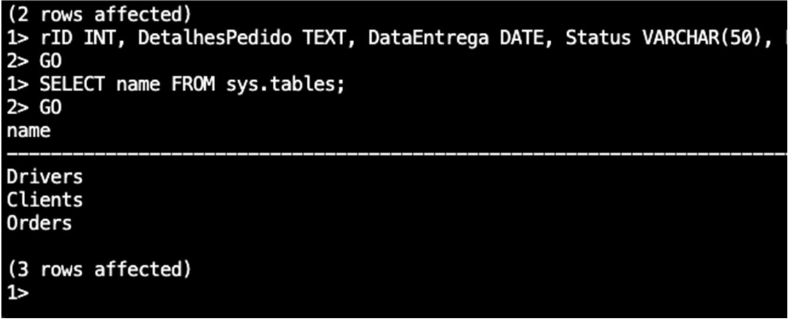 (2 rows affected)
1> rID INT, DetalhesPedido TEXT, DataEntrega DATE, Status VARCHAR(50),
2> GO
1> SELECT name FROM sys.tables;
2> GO
name
--------------------------------------------------------------------------------
Drivers
Clients
Orders
(3 rows affected)
1>